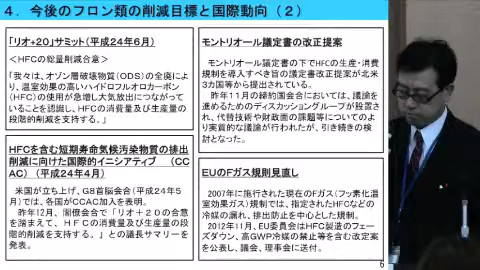 ４．今後のフロン類の削減目標と国際動向（２）
「リオ+20」サミット（平成24年6月）
＜HFCの総量削減合意＞
「我々は、オゾン層破壊物質（ODS）の全廃によ
り、温室効果の高いハイドロフルオロカーボン
（HFC）の使用が急増し大気放出につながって
いることを認識し、HFCの消費量及び生産量の
段階的削減を支持する。」
HFCを含む短期寿命気候汚染物質の排出
削減に向けた国際的イニシアティブ　（CC
AC）（平成24年4月）
米国が立ち上げ、G8首脳会合（平成24年5
月）では、各国がCCAC加入を表明。
昨年12月、閣僚会合で「リオ＋２０の合意
を踏まえて、ＨＦＣの消費量及び生産量の段
階的削減を支持する。」との議長サマリーを
発表。
モントリオール議定書の改正提案
モントリオール議定書の下でHFCの生産・消費
規制を導入すべき旨の議定書改正提案が北米
3カ国等から提出されている。
昨年１１月の締約国会合においては、議論を
進めるためのディスカッショングループが設置さ
れ、代替技術や財政面の課題等についてのより
実質的な議論が行われたが、引き続きの検
討となった。
EUのFガス規則見直し
2007年に施行された現在のFガス（フッ素化温
室効果ガス）規制では、指定されたHFCなどの
冷媒の漏れ、排出防止を中心とした規制。
2012年11月、EU委員会はHFC製造のフェー
ズダウン、高GWP冷媒の禁止等を含む改正案
を公表し、議会、理事会に送付。
6